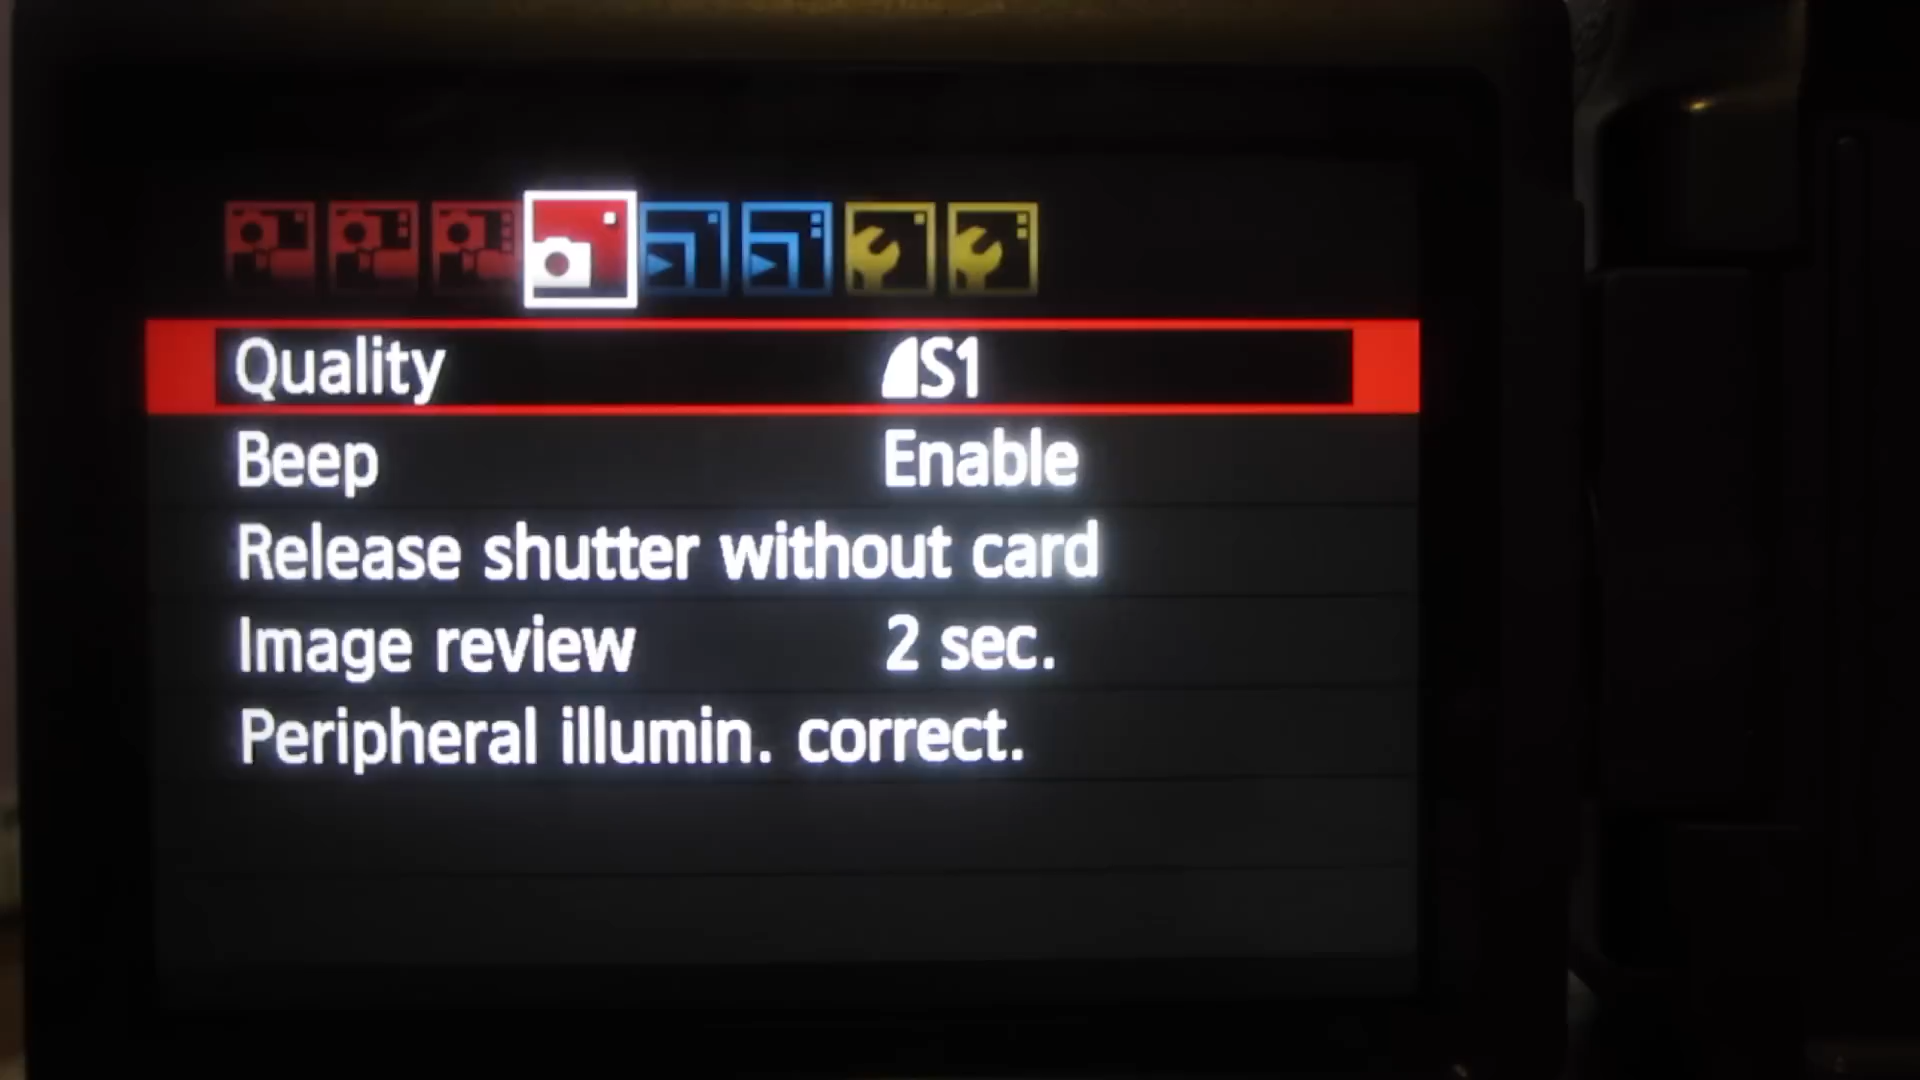 Quality S1
Beep Enable
Release shutter without card
Image review 2 sec.
Peripheral illumin. correct.